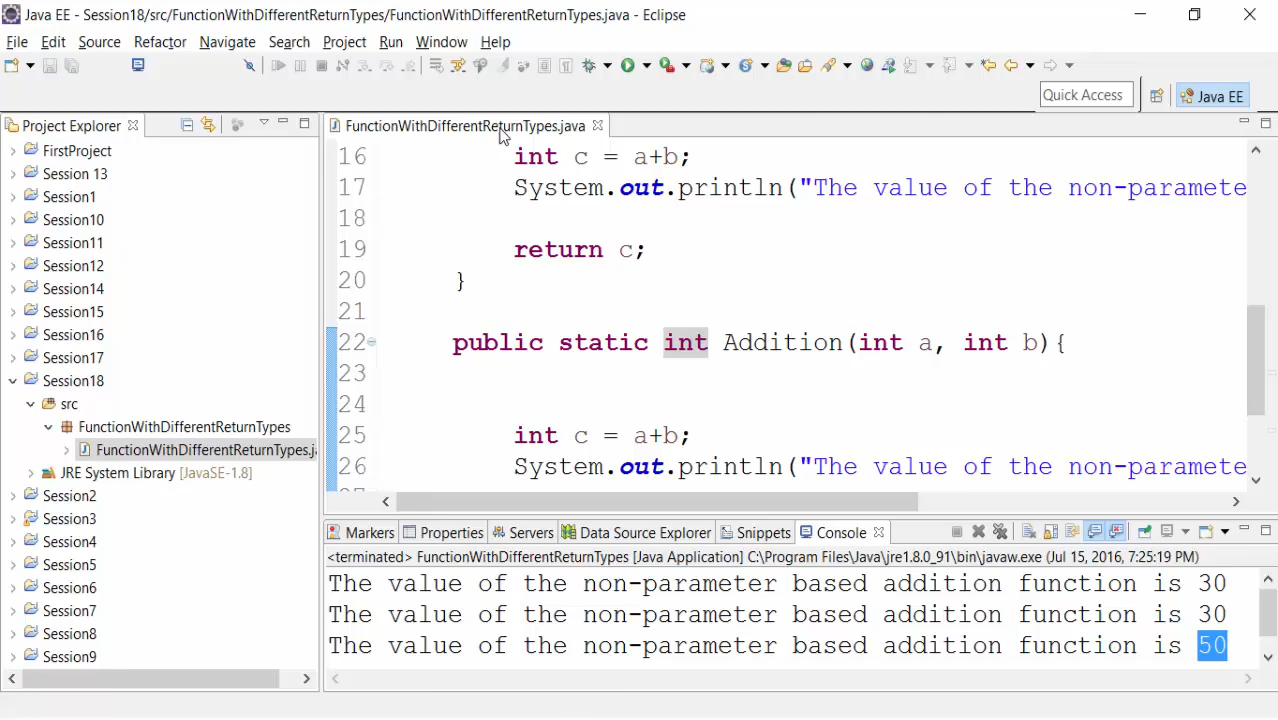 Java EE - Session18/src/FunctionWithDifferentReturnTypes/FunctionWithDifferentReturnTypes.java - Eclipse
File Edit Source Refactor Navigate Search Project Run Window Help
Quick Access Java EE
Project Explorer
FirstProject
Session 13
Session1
Session10
Session11
Session12
Session14
Session15
Session16
Session17
Session18
src
FunctionWithDifferentReturnTypes
FunctionWithDifferentReturnTypes.j
JRE System Library [JavaSE-1.8]
Session2
Session3
Session4
Session5
Session6
Session7
Session8
Session9
FunctionWithDifferentReturnTypes.java
16 int c = a+b;
17 System.out.println("The value of the non-paramete
18
19 return c;
20 }
21
22 public static int Addition(int a, int b){
23
24
25 int c = a+b;
26 System.out.println("The value of the non-paramete
Markers Properties Servers Data Source Explorer Snippets Console
<terminated> FunctionWithDifferentReturnTypes [Java Application] C:\Program Files\Java\jre1.8.0_91\bin\javaw.exe (Jul 15, 2016, 7:25:19 PM)
The value of the non-parameter based addition function is 30
The value of the non-parameter based addition function is 30
The value of the non-parameter based addition function is 50